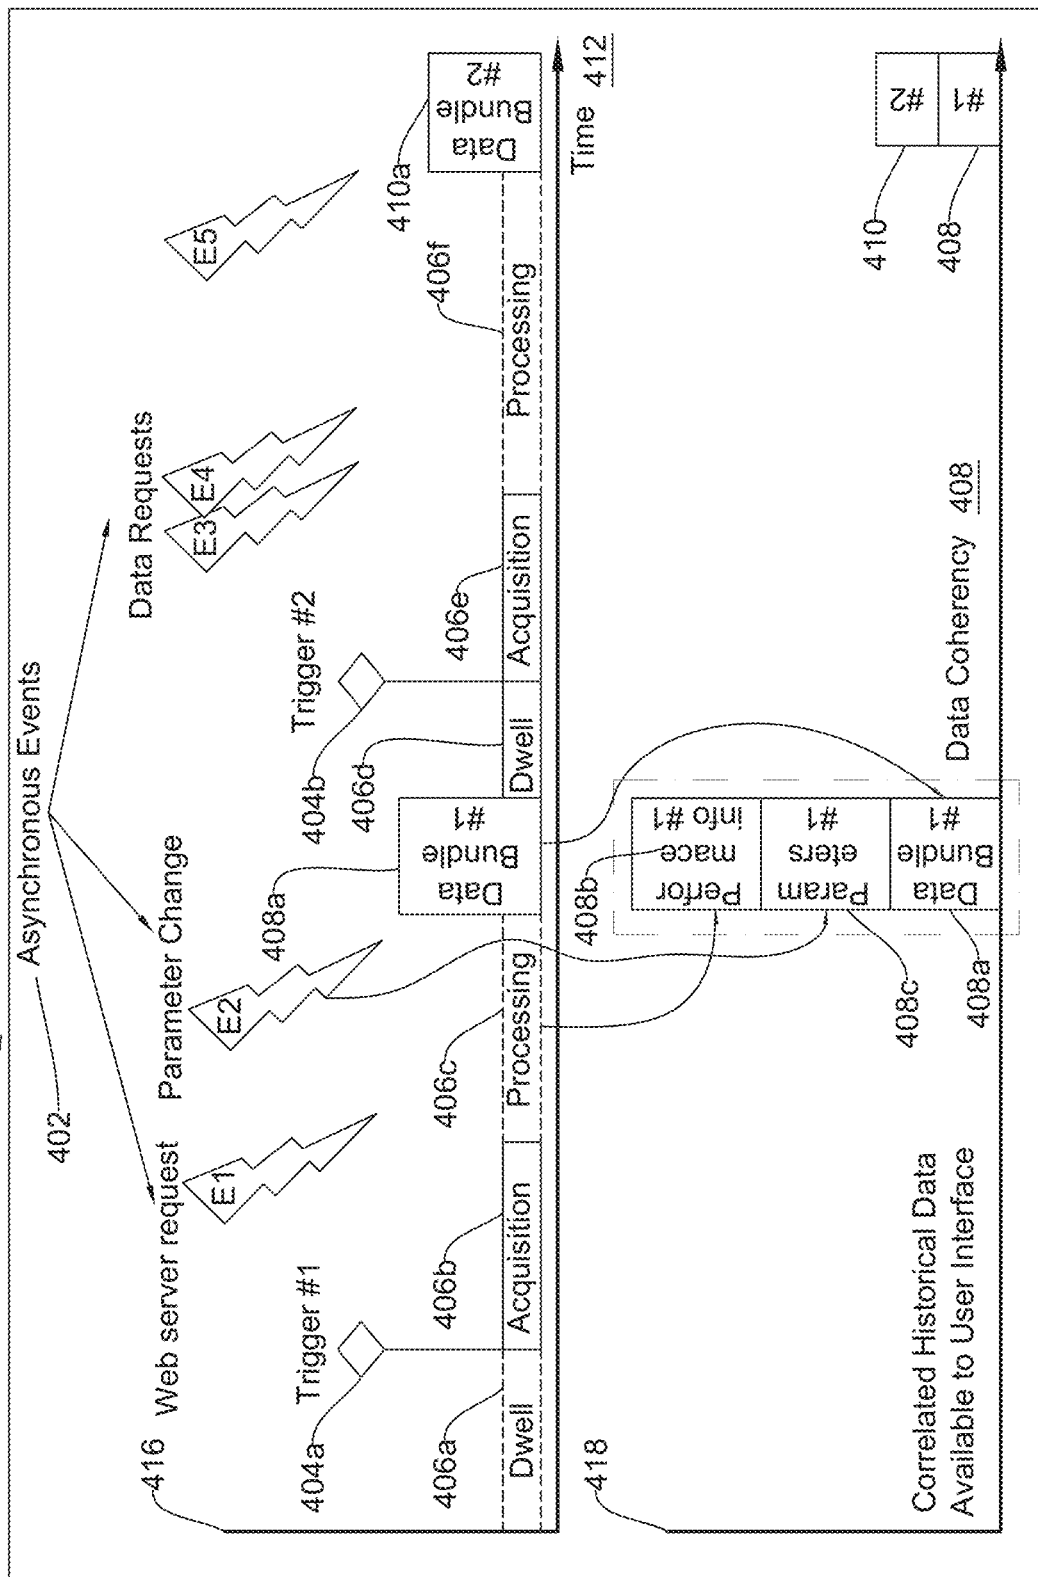 Asynchronous Events
402
Web server request
Parameter Change
Data Requests
416
E1
E2
E3
E4
E5
Trigger #1
404a
Trigger #2
404b
406a
406b
406c
408a
406d
406e
406f
410a
Dwell
Acquisition
Processing
Data
Bundle
#1
Dwell
Acquisition
Processing
Data
Bundle
#2
Time 412
418
408b
Perfor
mace
info #1
Param
eters
#1
Data
Bundle
#1
408c
408a
Correlated Historical Data
Available to User Interface
Data Coherency 408
410
408
#2
#1